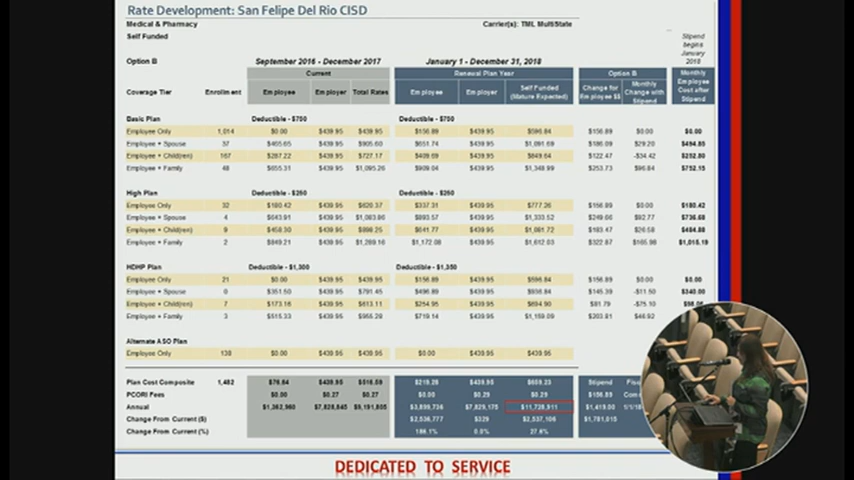 Rate Development: San Felipe Del Rio CISD
Medical & Pharmacy Carrier(s): TML MultiState
Self Funded
Stipend begins January 2018
Option B September 2016 - December 2017 January 1 - December 31, 2018
Current Renewal Plan Year Option B Monthly Employee Cost after Stipend
Coverage Tier Enrollment Employee Employer Total Rates Employee Employer Self Funded (Mature Expected) Change for Employee $$ Monthly Change with Stipend
Basic Plan Deductible - $750 Deductible - $750
Employee Only 1,014 $0.00 $439.95 $439.95 $156.89 $439.95 $596.84 $156.89 $0.00 $0.00
Employee + Spouse 37 $465.65 $439.95 $905.60 $651.74 $439.95 $1,091.69 $186.09 $29.20 $494.85
Employee + Child(ren) 167 $287.22 $439.95 $727.17 $409.69 $439.95 $849.64 $122.47 -$34.42 $252.80
Employee + Family 48 $655.31 $439.95 $1,095.26 $909.04 $439.95 $1,348.99 $253.73 $96.84 $752.15
High Plan Deductible - $250 Deductible - $250
Employee Only 32 $180.42 $439.95 $620.37 $337.31 $439.95 $777.26 $156.89 $0.00 $180.42
Employee + Spouse 4 $643.91 $439.95 $1,083.86 $893.57 $439.95 $1,333.52 $249.66 $92.77 $736.68
Employee + Child(ren) 9 $458.30 $439.95 $898.25 $641.77 $439.95 $1,081.72 $183.47 $26.58 $484.88
Employee + Family 2 $849.21 $439.95 $1,289.16 $1,172.08 $439.95 $1,612.03 $322.87 $165.98 $1,015.19
HDHP Plan Deductible - $1,300 Deductible - $1,350
Employee Only 21 $0.00 $439.95 $439.95 $156.89 $439.95 $596.84 $156.89 $0.00 $0.00
Employee + Spouse 0 $351.50 $439.95 $791.45 $496.89 $439.95 $936.84 $145.39 -$11.50 $340.00
Employee + Child(ren) 7 $173.16 $439.95 $613.11 $254.95 $439.95 $694.90 $81.79 -$75.10
Employee + Family 3 $515.33 $439.95 $955.28 $719.14 $439.95 $1,159.09 $203.81 $46.92
Alternate ASO Plan
Employee Only 138 $0.00 $439.95 $439.95 $0.00 $439.95 $439.95
Plan Cost Composite 1,482 $76.64 $439.95 $516.59 $219.28 $439.95 $659.23 Stipend
PCORI Fees $0.00 $0.27 $0.27 $0.00 $0.29 $0.29 $0.00
Annual $1,362,960 $7,828,845 $9,191,805 $3,899,736 $7,829,175 $11,728,911 $1,419.00
Change From Current ($) $2,536,777 $329 $2,537,106 $1,781,015
Change From Current (%) 186.1% 0.0% 27.6%
DEDICATED TO SERVICE